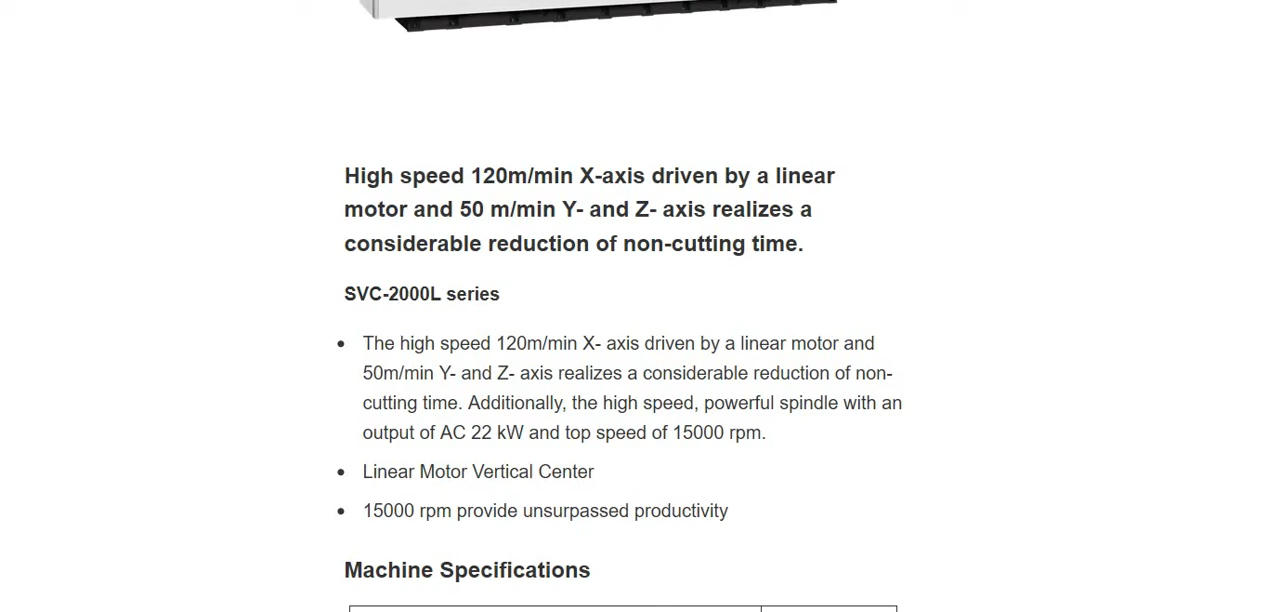 High speed 120m/min X-axis driven by a linear
motor and 50 m/min Y- and Z- axis realizes a
considerable reduction of non-cutting time.
SVC-2000L series
The high speed 120m/min X- axis driven by a linear motor and
50m/min Y- and Z- axis realizes a considerable reduction of non-
cutting time. Additionally, the high speed, powerful spindle with an
output of AC 22 kW and top speed of 15000 rpm.
Linear Motor Vertical Center
15000 rpm provide unsurpassed productivity
Machine Specifications